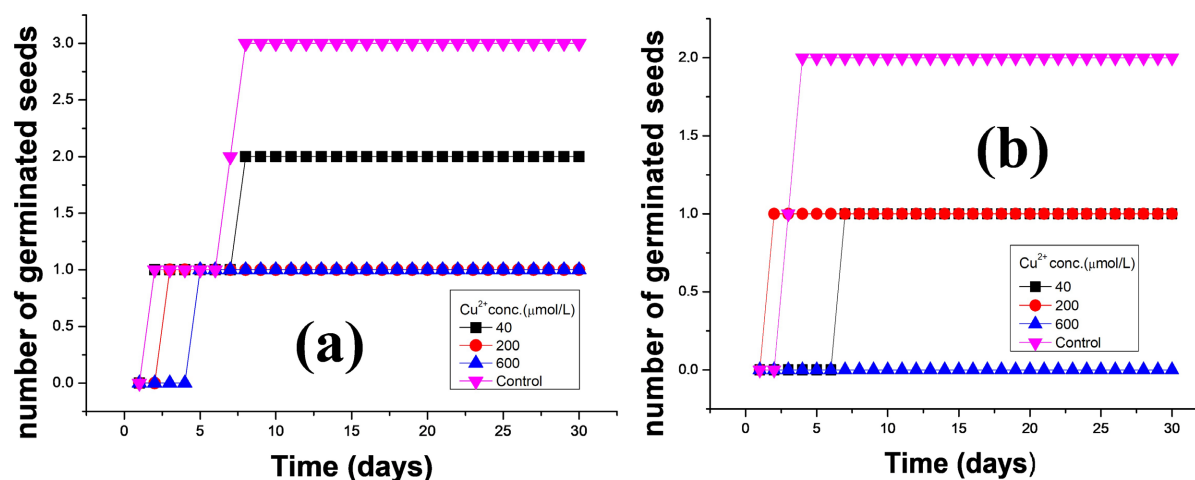 number of germinated seeds
3.0
2.5
2.0
1.5
1.0
0.5
0.0
0 5 10 15 20 25 30
Time (days)
(a)
Cu²⁺conc.(μmol/L)
40
200
600
Control
number of germinated seeds
2.0
1.5
1.0
0.5
0.0
0 5 10 15 20 25 30
Time (days)
(b)
Cu²⁺ conc.(μmol/L)
40
200
600
Control